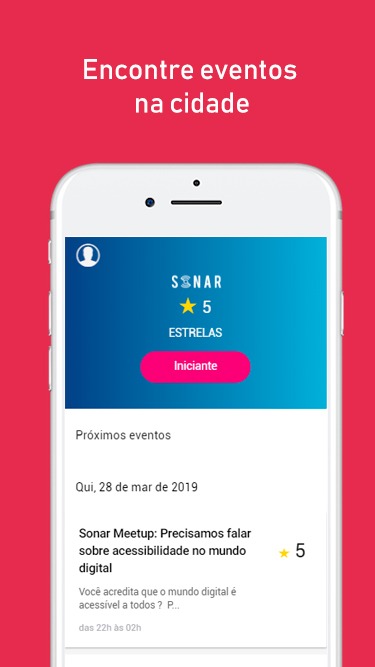 Encontre eventos
na cidade
SONAR
★ 5
ESTRELAS
Iniciante
Próximos eventos
Qui, 28 de mar de 2019
Sonar Meetup: Precisamos falar
sobre acessibilidade no mundo
digital
★ 5
Você acredita que o mundo digital é
acessível a todos ? P...
das 22h às 02h